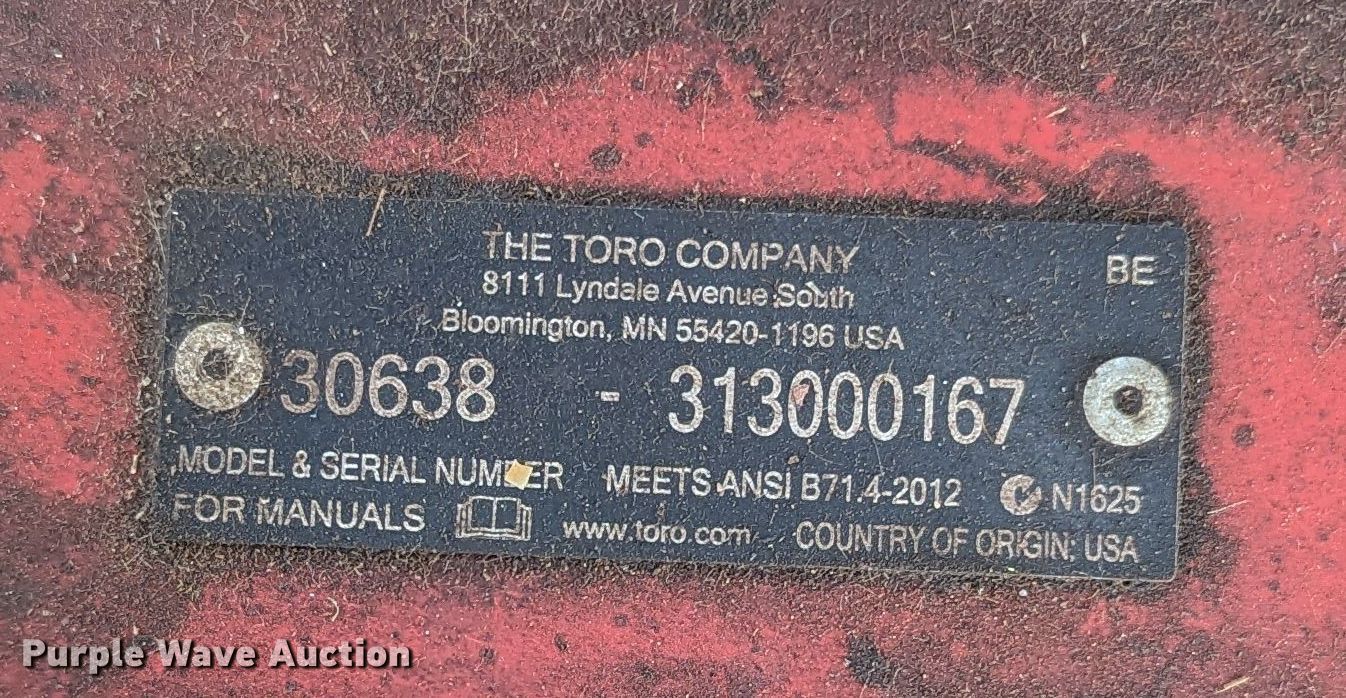 THE TORO COMPANY
BE
8111 Lyndale Avenue South
Bloomington, MN 55420-1196 USA
30638 - 313000167
MODEL & SERIAL NUMBER MEETS ANSI B71.4-2012 N1625
FOR MANUALS www.toro.com COUNTRY OF ORIGIN: USA
Purple Wave Auction